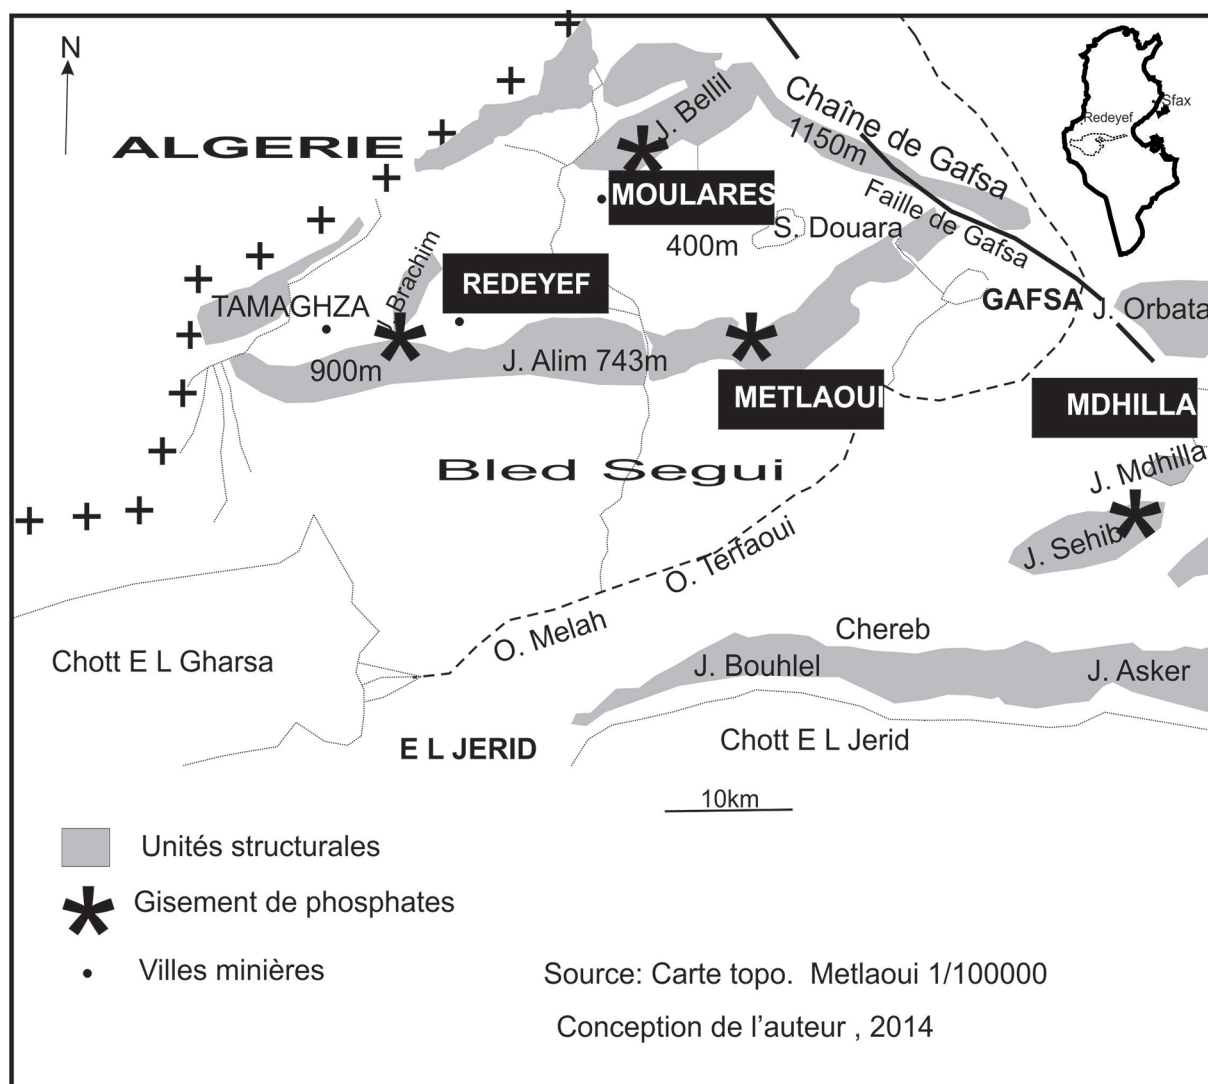 N
ALGERIE
J. Bellil
Chaîne de Gafsa
1150m
Sfax
Redeyef
MOULARES
400m
S. Douara
Faille de Gafsa
GAFSA
J. Orbata
TAMAGHZA
J. Brachim
REDEYEF
900m
J. Alim 743m
METLAOUI
MDHILLA
J. Mdhilla
J. Sehib
Bled Segui
O. Terfaoui
O. Melah
Chott E L Gharsa
Chereb
J. Bouhlel
J. Asker
E L JERID
Chott E L Jerid
10km
Unités structurales
Gisement de phosphates
Villes minières
Source: Carte topo. Metlaoui 1/100000
Conception de l'auteur , 2014